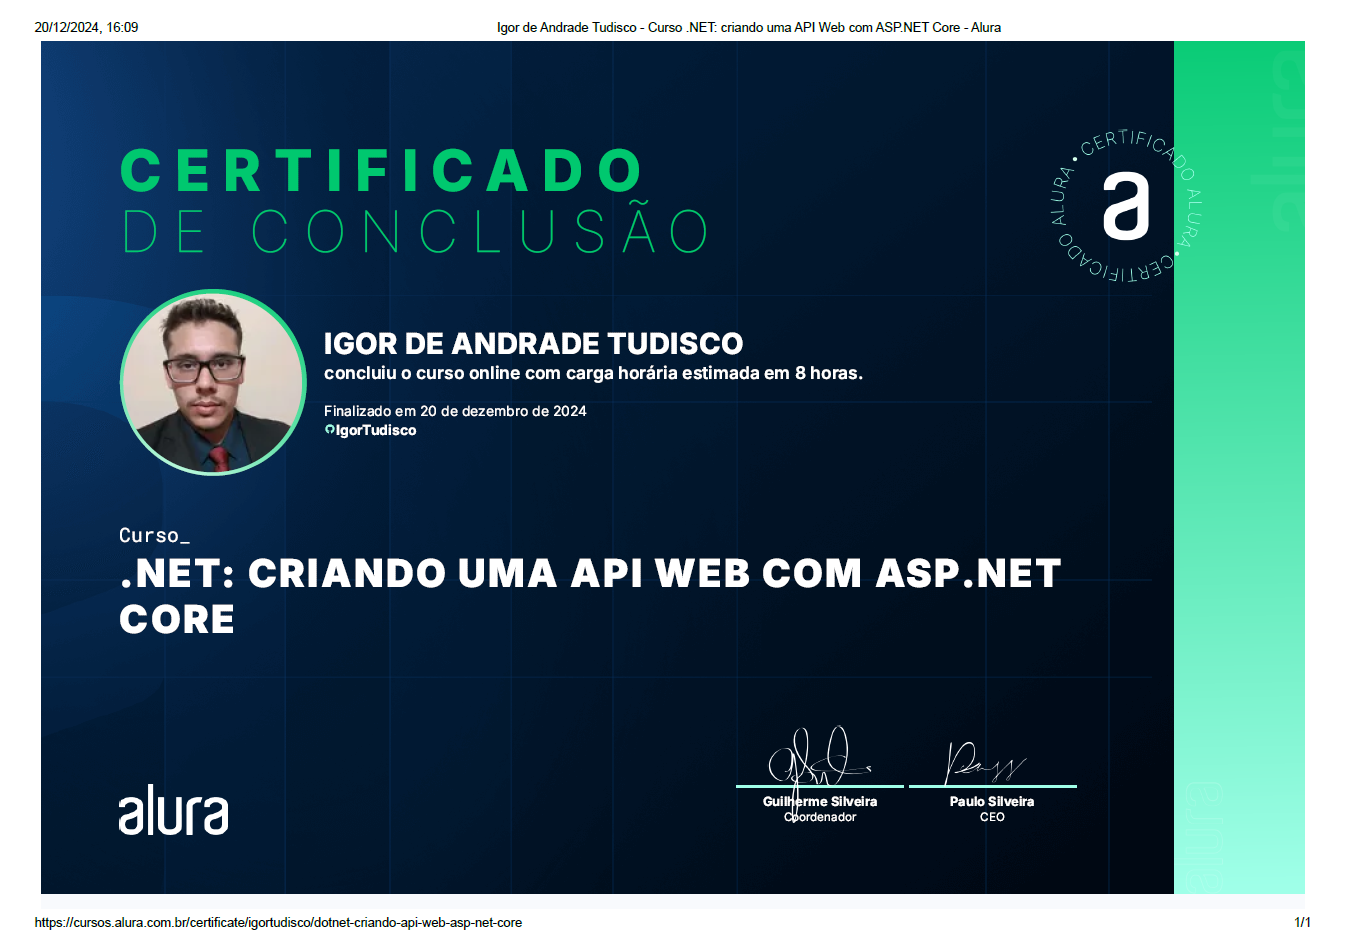 20/12/2024, 16:09
Igor de Andrade Tudisco - Curso .NET: criando uma API Web com ASP.NET Core - Alura
CERTIFICADO
DE CONCLUSÃO
CERTIFICADO ALURA • CERTIFICADO ALURA •
a
IGOR DE ANDRADE TUDISCO
concluiu o curso online com carga horária estimada em 8 horas.
Finalizado em 20 de dezembro de 2024
IgorTudisco
Curso_
.NET: CRIANDO UMA API WEB COM ASP.NET
CORE
alura
Guilherme Silveira
Coordenador
Paulo Silveira
CEO
alura
alura
https://cursos.alura.com.br/certificate/igortudisco/dotnet-criando-api-web-asp-net-core
1/1